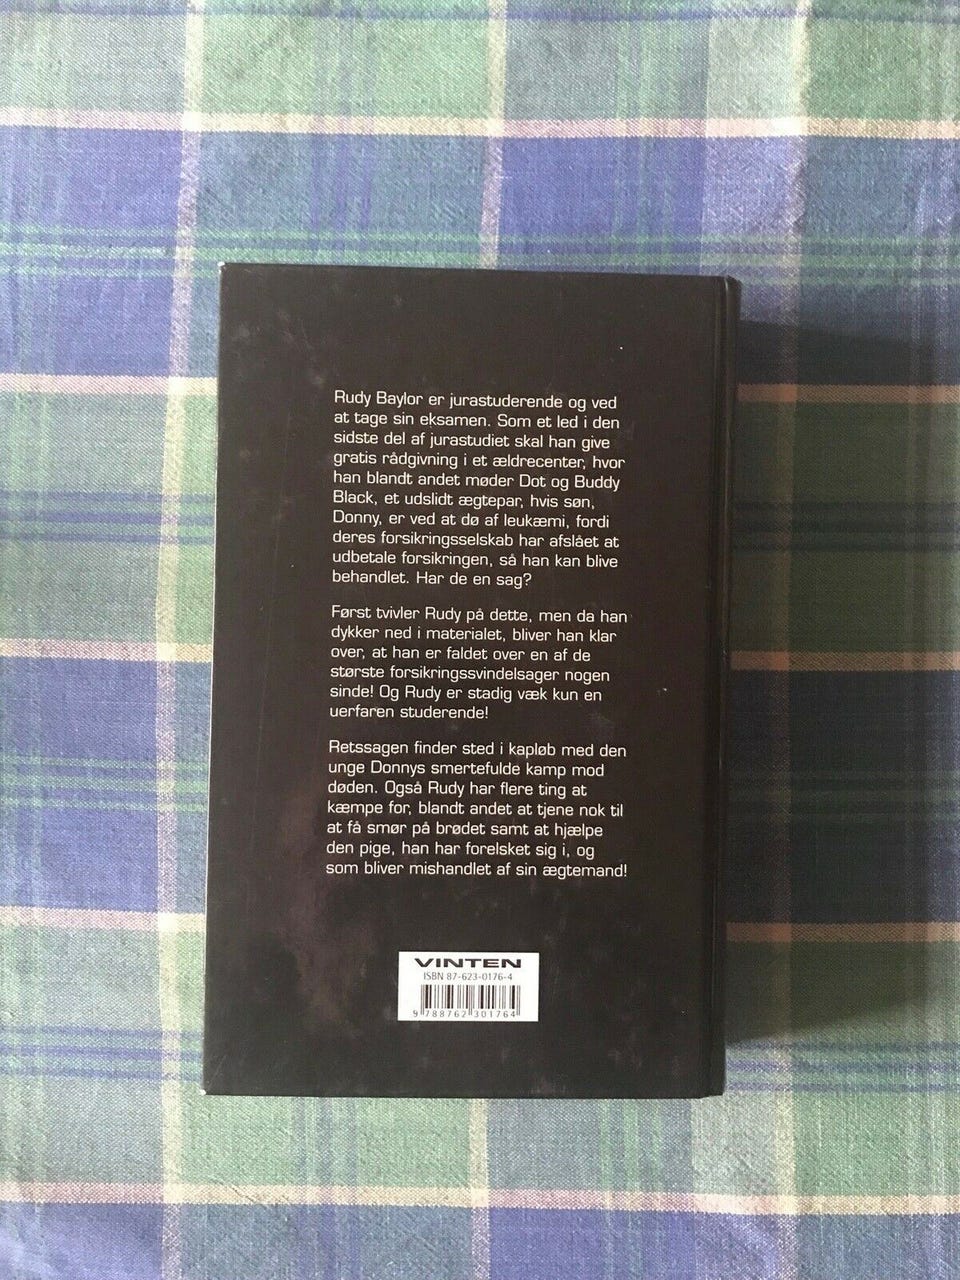 Rudy Baylor er jurastuderende og ved
at tage sin eksamen. Som et led i den
sidste del af jurastudiet skal han give
gratis rådgivning i et ældrecenter, hvor
han blandt andet møder Dot og Buddy
Black, et udslidt ægtepar, hvis søn,
Donny, er ved at dø af leukæmi, fordi
deres forsikringsselskab har afslået at
udbetale forsikringen, så han kan blive
behandlet. Har de en sag?
Først tvivler Rudy på dette, men da han
dykker ned i materialet, bliver han klar
over, at han er faldet over en af de
største forsikringssvindelsager nogen
sinde! Og Rudy er stadig væk kun en
uerfaren studerende!
Retssagen finder sted i kapløb med den
unge Donnys smertefulde kamp mod
døden. Også Rudy har flere ting at
kæmpe for, blandt andet at tjene nok til
at få smør på brødet samt at hjælpe
den pige, han har forelsket sig i, og
som bliver mishandlet af sin ægtemand!
VINTEN
ISBN 87-623-0176-4
9 788762 301764